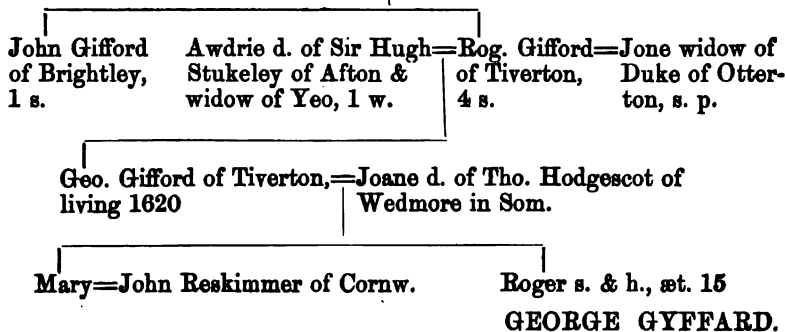 John Gifford of Brightley, 1 s.
Awdrie d. of Sir Hugh Stukeley of Afton & widow of Yeo, 1 w.
=Rog. Gifford= of Tiverton, 4 s.
Jone widow of Duke of Otterton, s. p.
Geo. Gifford of Tiverton,= living 1620
Joane d. of Tho. Hodgescot of Wedmore in Som.
Mary=John Reskimmer of Cornw.
Roger s. & h., æt. 15
GEORGE GYFFARD.